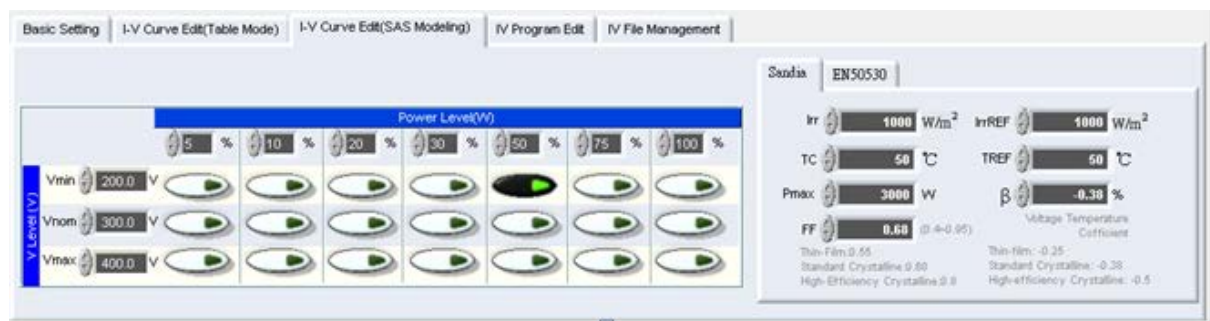 Basic Setting I-V Curve Edit(Table Mode) I-V Curve Edit(SAS Modeling) IV Program Edit IV File Management
Sandia EN50530
Power Level(W)
5 % 10 % 20 % 30 % 50 % 75 % 100 %
V Level (V)
Vmin 200.0 V
Vnom 300.0 V
Vmax 400.0 V
Irr 1000 W/m² IrrREF 1000 W/m²
TC 50 ℃ TREF 50 ℃
Pmax 3000 W β -0.38 %
FF 0.68 (0.4~0.95)
Voltage Temperature
Cofficient
Thin-Film:0.55
Standard Crystalline:0.68
High-Efficiency Crystalline:0.8
Thin-film: -0.25
Standard Crystalline: -0.38
High-efficiency Crystalline: -0.5